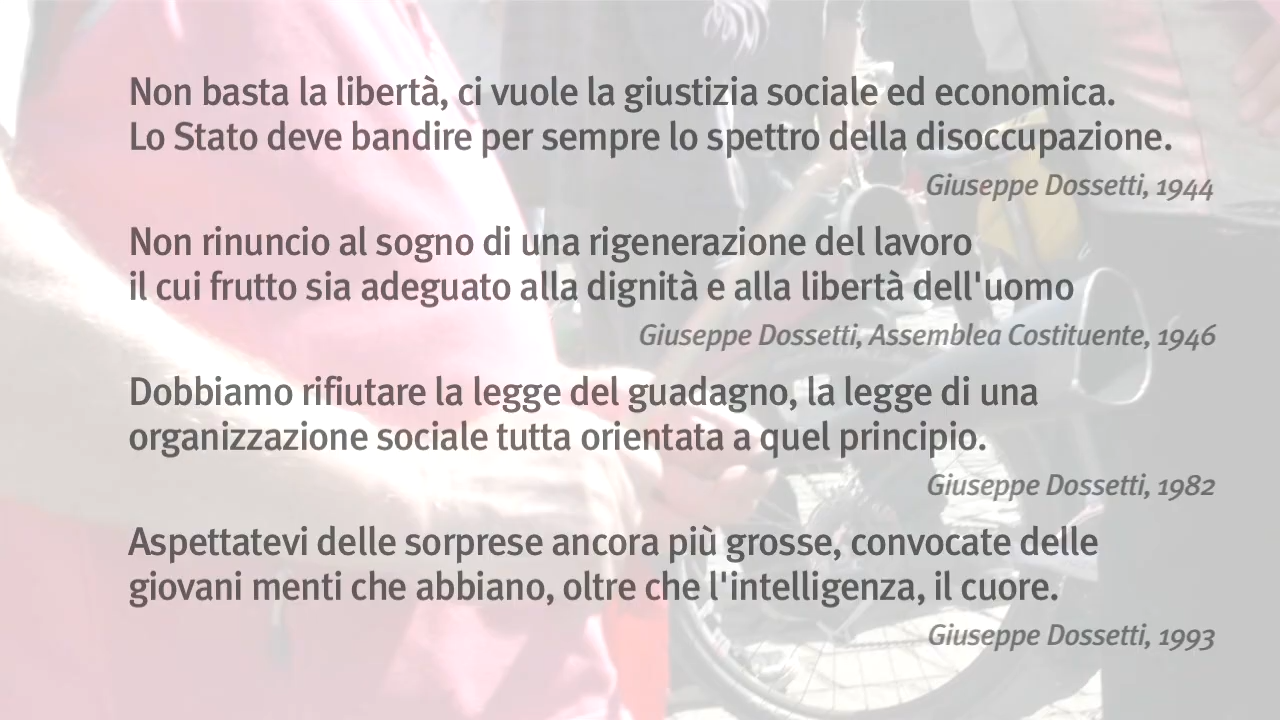 Non basta la libertà, ci vuole la giustizia sociale ed economica.
Lo Stato deve bandire per sempre lo spettro della disoccupazione.
Giuseppe Dossetti, 1944
Non rinuncio al sogno di una rigenerazione del lavoro
il cui frutto sia adeguato alla dignità e alla libertà dell'uomo
Giuseppe Dossetti, Assemblea Costituente, 1946
Dobbiamo rifiutare la legge del guadagno, la legge di una
organizzazione sociale tutta orientata a quel principio.
Giuseppe Dossetti, 1982
Aspettatevi delle sorprese ancora più grosse, convocate delle
giovani menti che abbiano, oltre che l'intelligenza, il cuore.
Giuseppe Dossetti, 1993